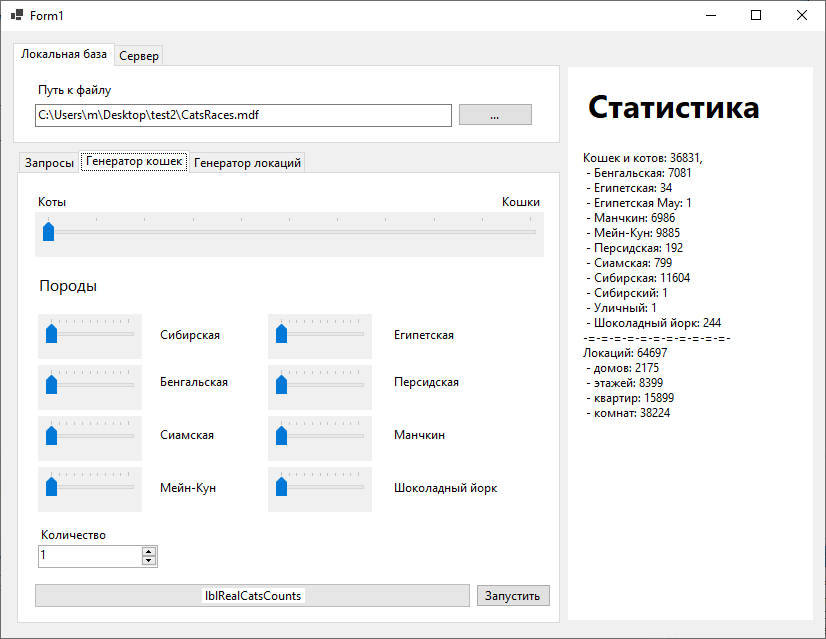 Form1
Локальная база
Сервер
Путь к файлу
C:\Users\m\Desktop\test2\CatsRaces.mdf
...
Запросы
Генератор кошек
Генератор локаций
Коты
Кошки
Породы
Сибирская
Египетская
Бенгальская
Персидская
Сиамская
Манчкин
Мейн-Кун
Шоколадный йорк
Количество
1
lblRealCatsCounts
Запустить
Статистика
Кошек и котов: 36831,
- Бенгальская: 7081
- Египетская: 34
- Египетская Мау: 1
- Манчкин: 6986
- Мейн-Кун: 9885
- Персидская: 192
- Сиамская: 799
- Сибирская: 11604
- Сибирский: 1
- Уличный: 1
- Шоколадный йорк: 244
-=-=-=-=-=-=-=-=-=-=-=-
Локаций: 64697
- домов: 2175
- этажей: 8399
- квартир: 15899
- комнат: 38224